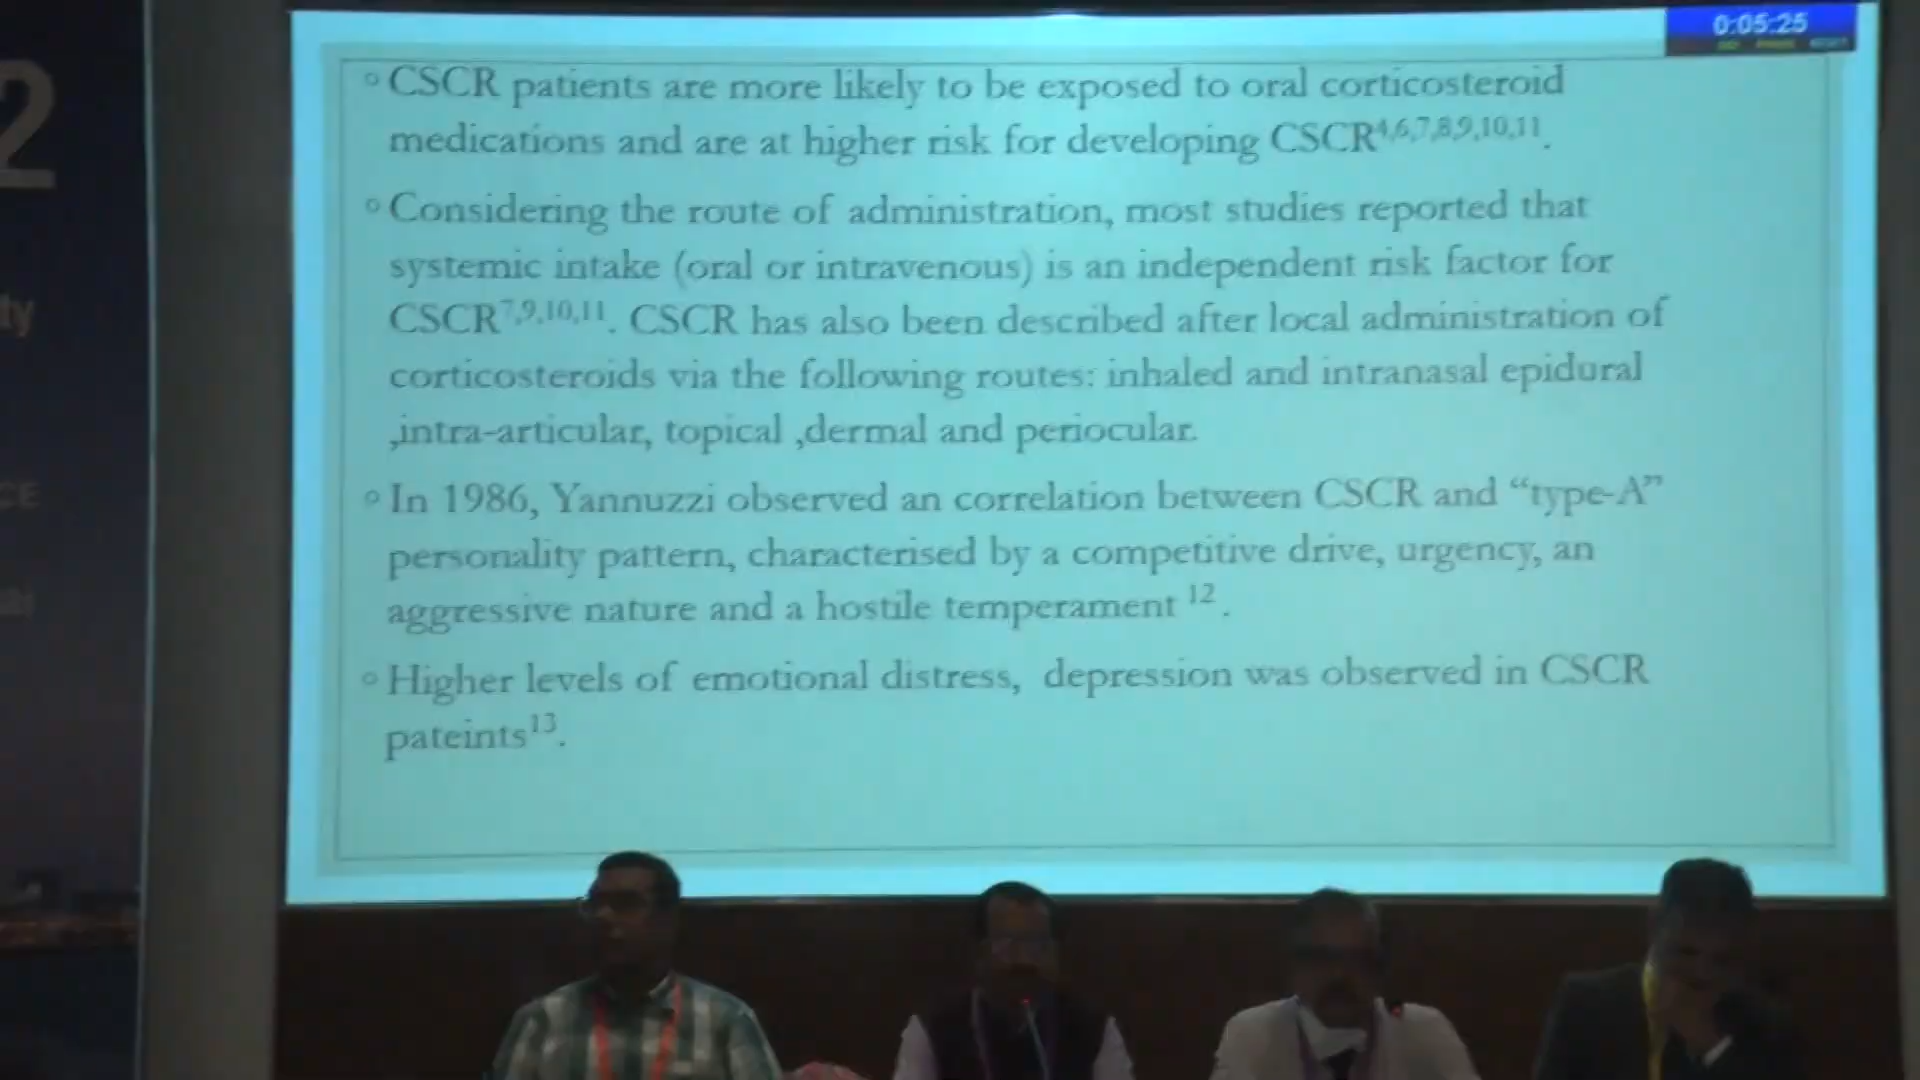 2
0:05:25
◦ CSCR patients are more likely to be exposed to oral corticosteroid
medications and are at higher risk for developing CSCR4,6,7,8,9,10,11.
◦ Considering the route of administration, most studies reported that
systemic intake (oral or intravenous) is an independent risk factor for
CSCR7,9,10,11. CSCR has also been described after local administration of
corticosteroids via the following routes: inhaled and intranasal epidural
,intra-articular, topical ,dermal and periocular.
◦ In 1986, Yannuzzi observed an correlation between CSCR and “type-A”
personality pattern, characterised by a competitive drive, urgency, an
aggressive nature and a hostile temperament 12.
◦ Higher levels of emotional distress, depression was observed in CSCR
pateints13.
ty
CE